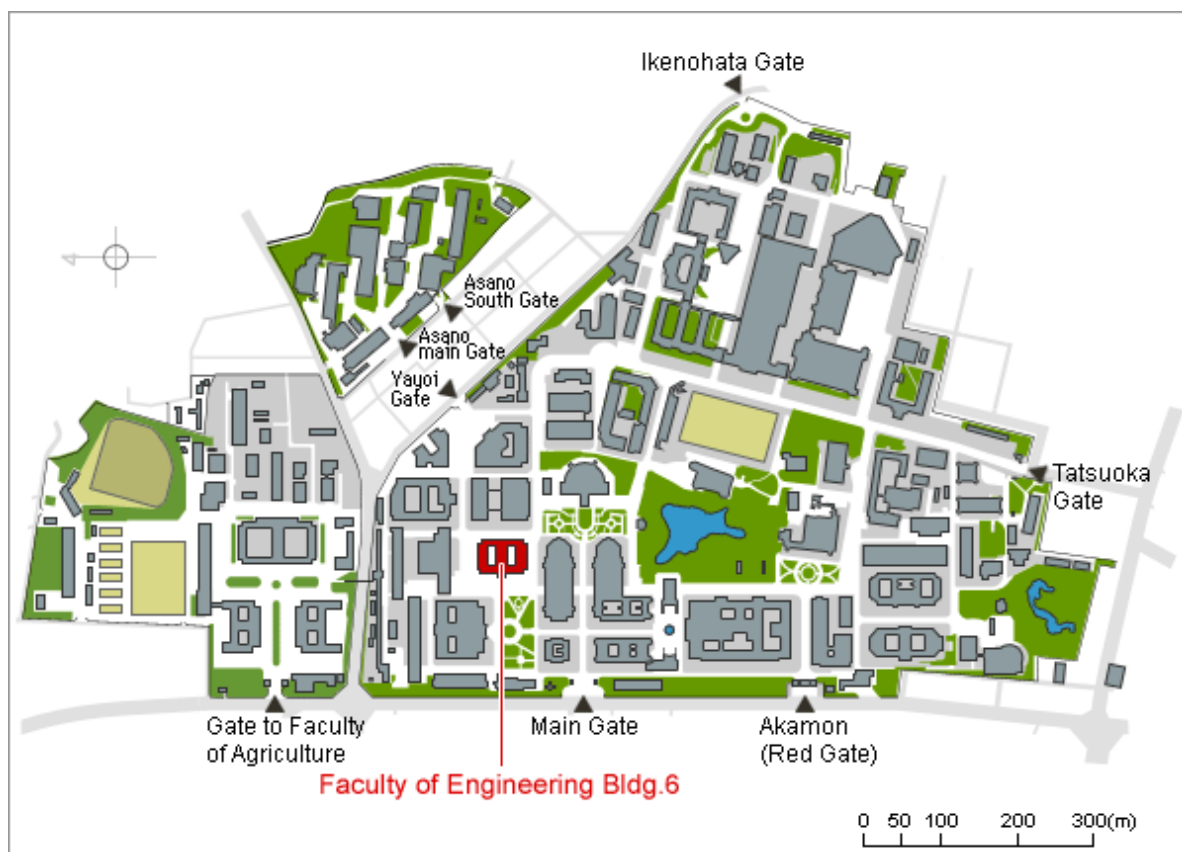 Ikenohata Gate
Asano
South Gate
Asano
main Gate
Yayoi
Gate
Tatsuoka
Gate
Gate to Faculty
of Agriculture
Main Gate
Akamon
(Red Gate)
Faculty of Engineering Bldg.6
0 50 100 200 300(m)